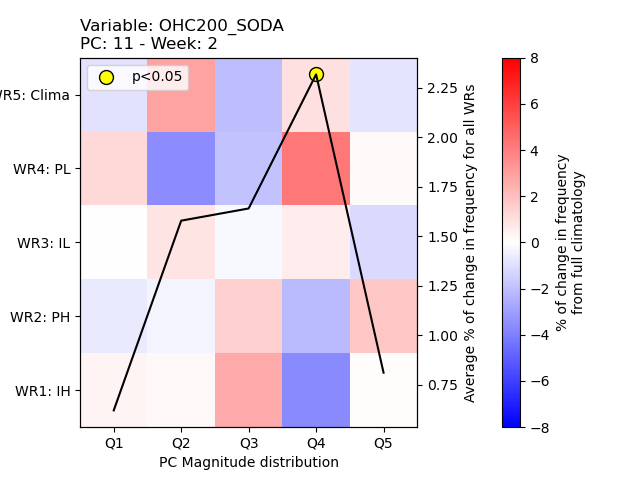 Variable: OHC200_SODA
PC: 11 - Week: 2
p<0.05
WR5: Clima
WR4: PL
WR3: IL
WR2: PH
WR1: IH
Q1 Q2 Q3 Q4 Q5
PC Magnitude distribution
2.25
2.00
1.75
1.50
1.25
1.00
0.75
Average % of change in frequency for all WRs
8
6
4
2
0
−2
−4
−6
−8
% of change in frequency
from full climatology